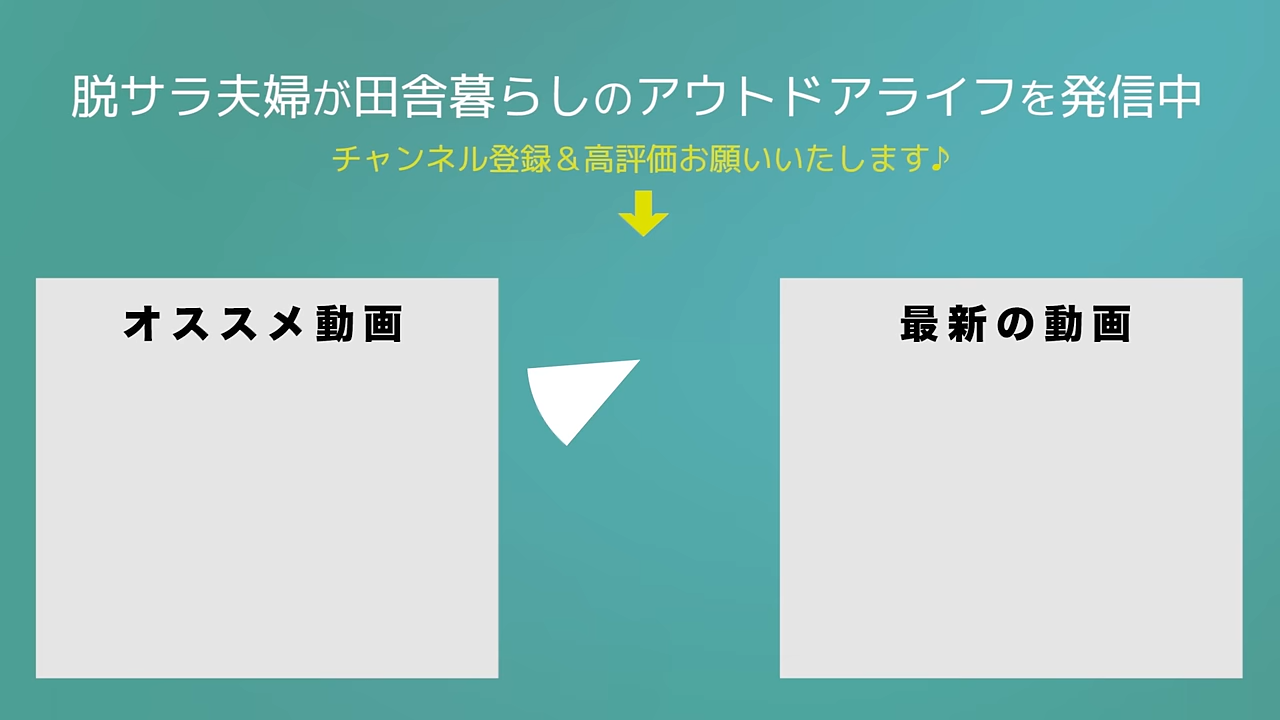 脱サラ夫婦が田舎暮らしのアウトドアライフを発信中
チャンネル登録＆高評価お願いいたします♪
オススメ動画
最新の動画